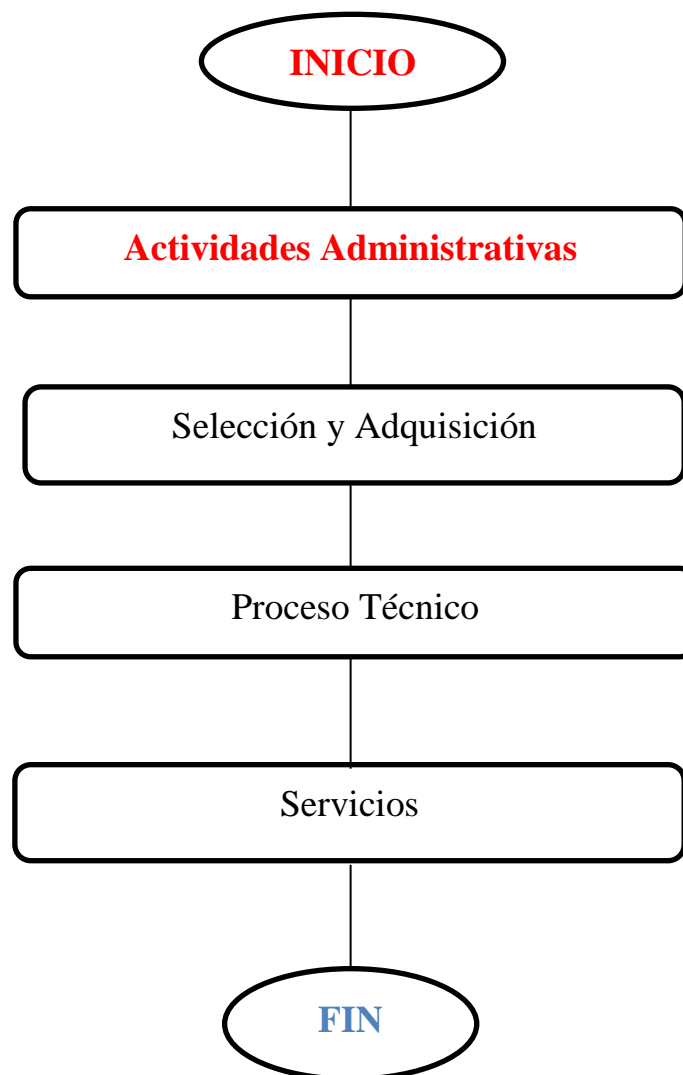 INICIO
Actividades Administrativas
Selección y Adquisición
Proceso Técnico
Servicios
FIN